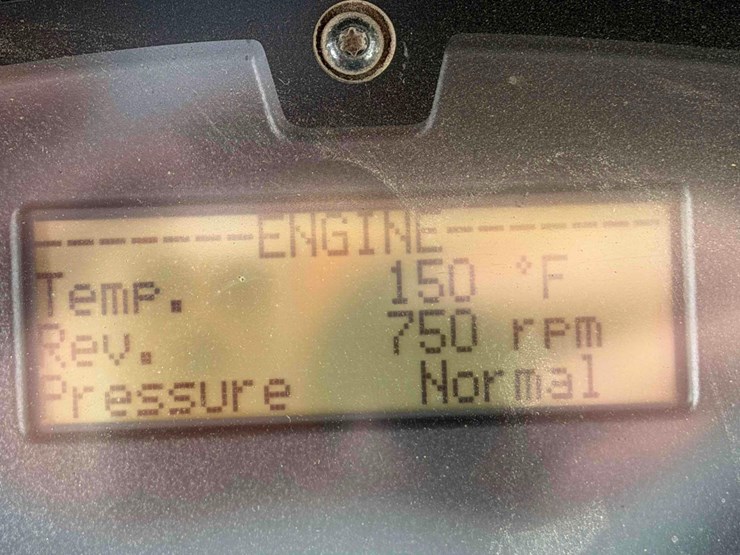 ------ENGINE------
Temp. 150 °F
Rev. 750 rpm
Pressure Normal